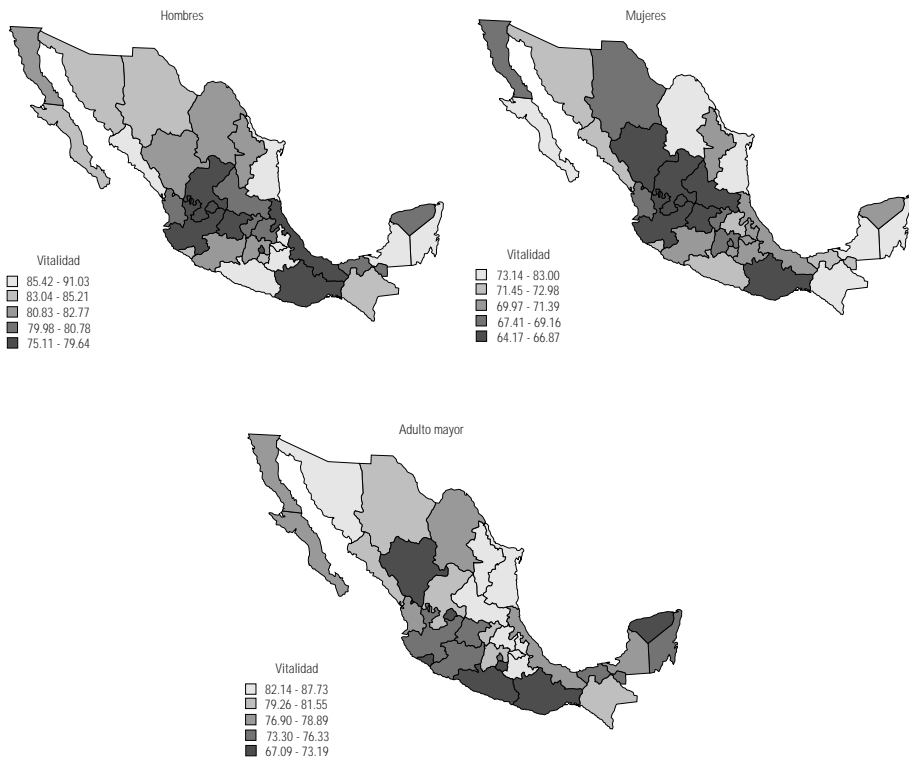 Hombres
Vitalidad
85.42 - 91.03
83.04 - 85.21
80.83 - 82.77
79.98 - 80.78
75.11 - 79.64
Mujeres
Vitalidad
73.14 - 83.00
71.45 - 72.98
69.97 - 71.39
67.41 - 69.16
64.17 - 66.87
Adulto mayor
Vitalidad
82.14 - 87.73
79.26 - 81.55
76.90 - 78.89
73.30 - 76.33
67.09 - 73.19